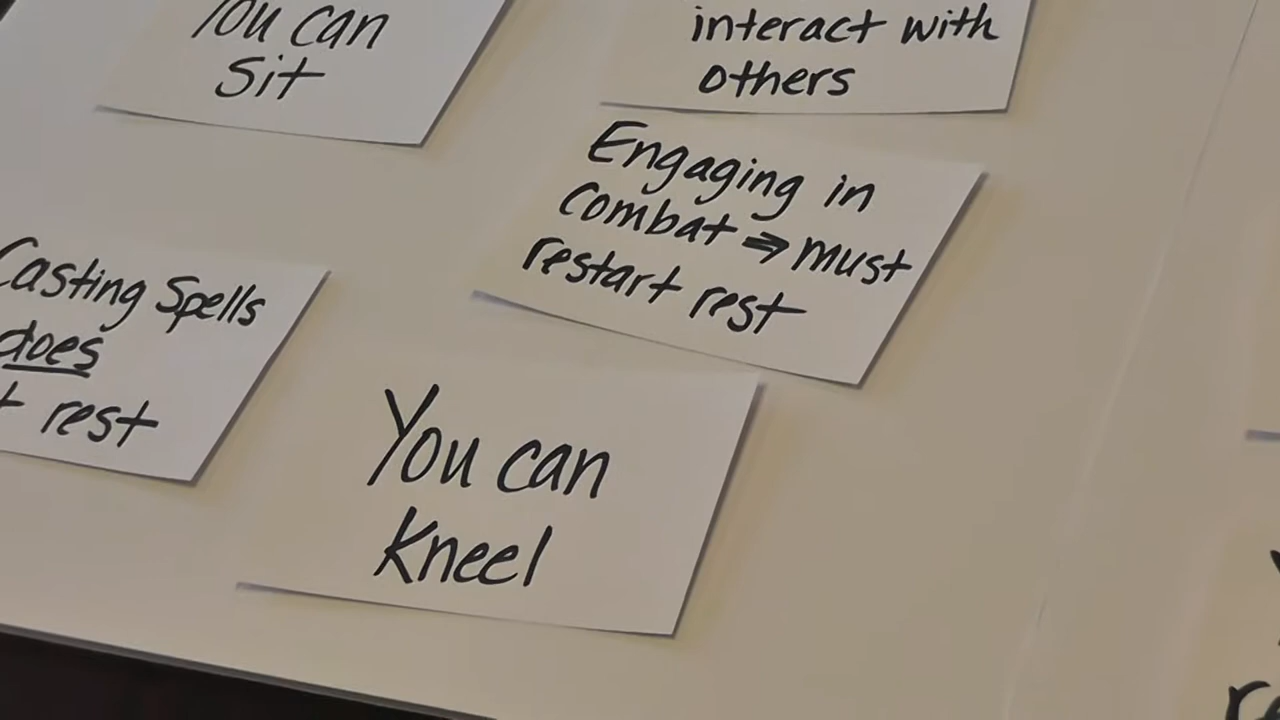 You can
Sit
interact with
others
Engaging in
combat ⇒ must
restart rest
Casting Spells
does
rest
You can
Kneel